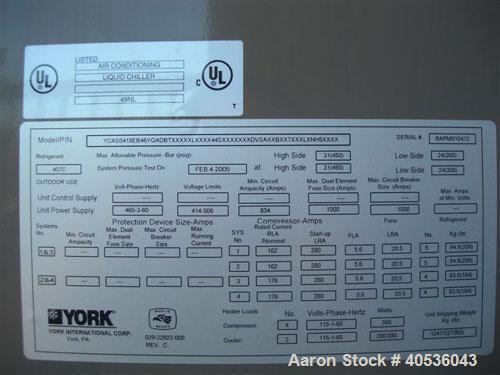 LISTED
AIR CONDITIONING
LIQUID CHILLER
49NL
UL
C UL
T
Model/PIN YCAS0418EB46YGADBTXXXXLXXXX44SXXXXXXXDVSAXXBXX7XXXLXNH5XXXX SERIAL # RAPM010412
Refrigerant 407C Max. Allowable Pressure -Bar (psig): High Side 31(450) Low Side 24(350)
System Pressure Test On FEB 4 2005 at High Side 31(450) Low Side 24(350)
OUTDOOR USE Volt-Phase-Hertz Voltage Limits Min. Circuit Ampacity (Amps) Max. Dual Element Fuse Size (Amps) Max. Circuit Breaker Size (Amps) Max. Amps at Min. Volts
Unit Control Supply: ---- ---- ---- ---- ---- ----
Unit Power Supply: 460-3-60 414-506 834 1000 1000
Protection Device Size-Amps Compressor-Amps Fans Refrigerant
Systems No. Min. Circuit Ampacity Max. Dual Element Fuse Size Max. Circuit Breaker Size Max. Running Current SYS No. Rated Current RLA /Nominal Start-up LRA FLA LRA No. Kg (lb)
1&3 --- --- --- ---
1 162 280 5.6 20.5 5 94.9(209)
2 162 280 5.6 20.5 5 94.9(209)
2&4 --- --- --- ---
3 176 280 5.6 20.5 4 83.5(184)
4 176 280 5.6 20.5 4 83.5(184)
YORK
YORK INTERNATIONAL CORP.
York, PA
029-22922-000
REV. C
Heater Loads No. Volts-Phase-Hertz Watts Unit Shipping Weight Kg (lb)
Compressor: 4 115-1-60 350
Cooler: 2 115-1-60 280/280 12411(27363)
Aaron Stock # 40536043